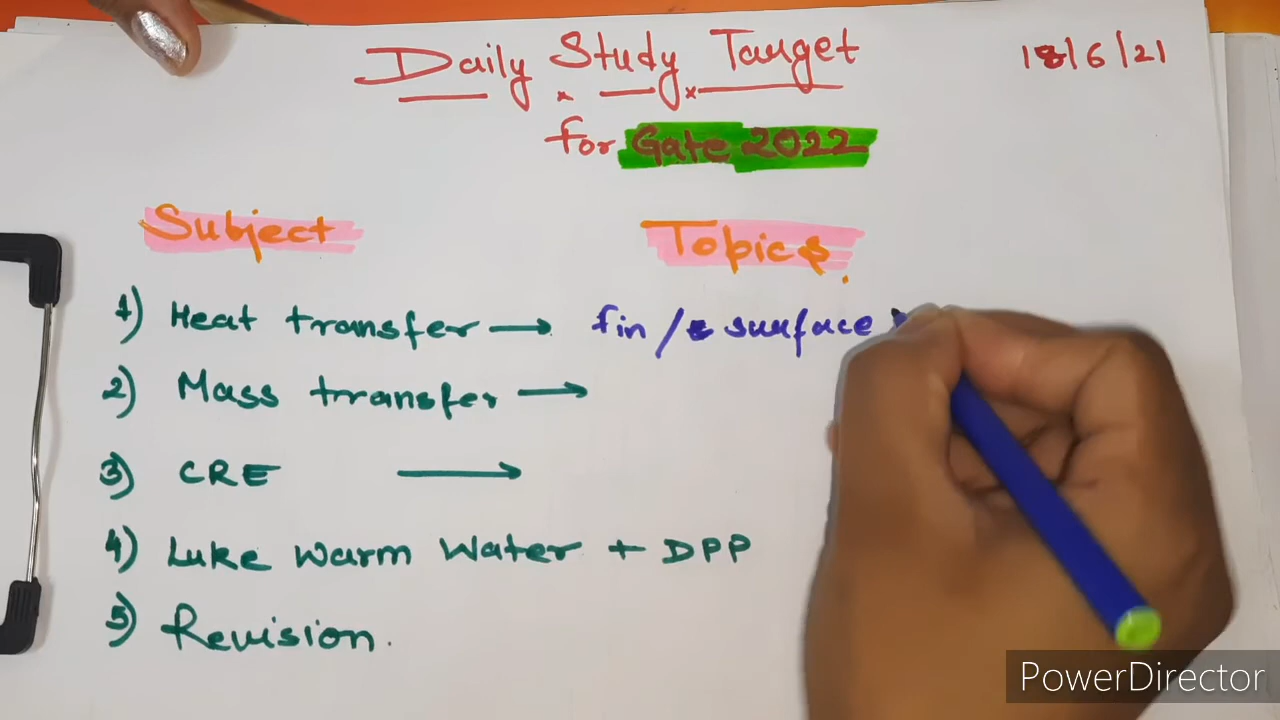 Daily Study Target
18/6/21
for Gate 2022
Subject
Topics.
1) Heat transfer → fin / surface
2) Mass transfer →
3) CRE →
4) Luke Warm Water + DPP
5) Revision.
PowerDirector